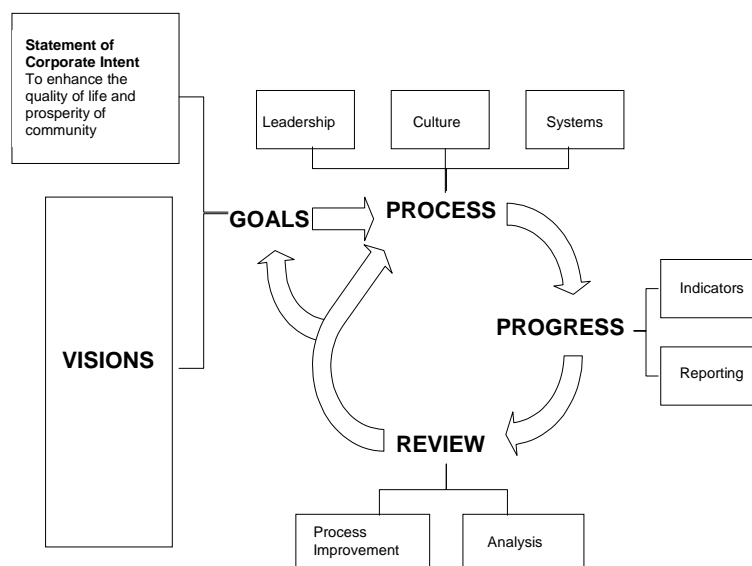 Statement of
Corporate Intent
To enhance the
quality of life and
prosperity of
community
Leadership
Culture
Systems
GOALS
PROCESS
Indicators
PROGRESS
VISIONS
Reporting
REVIEW
Process
Improvement
Analysis